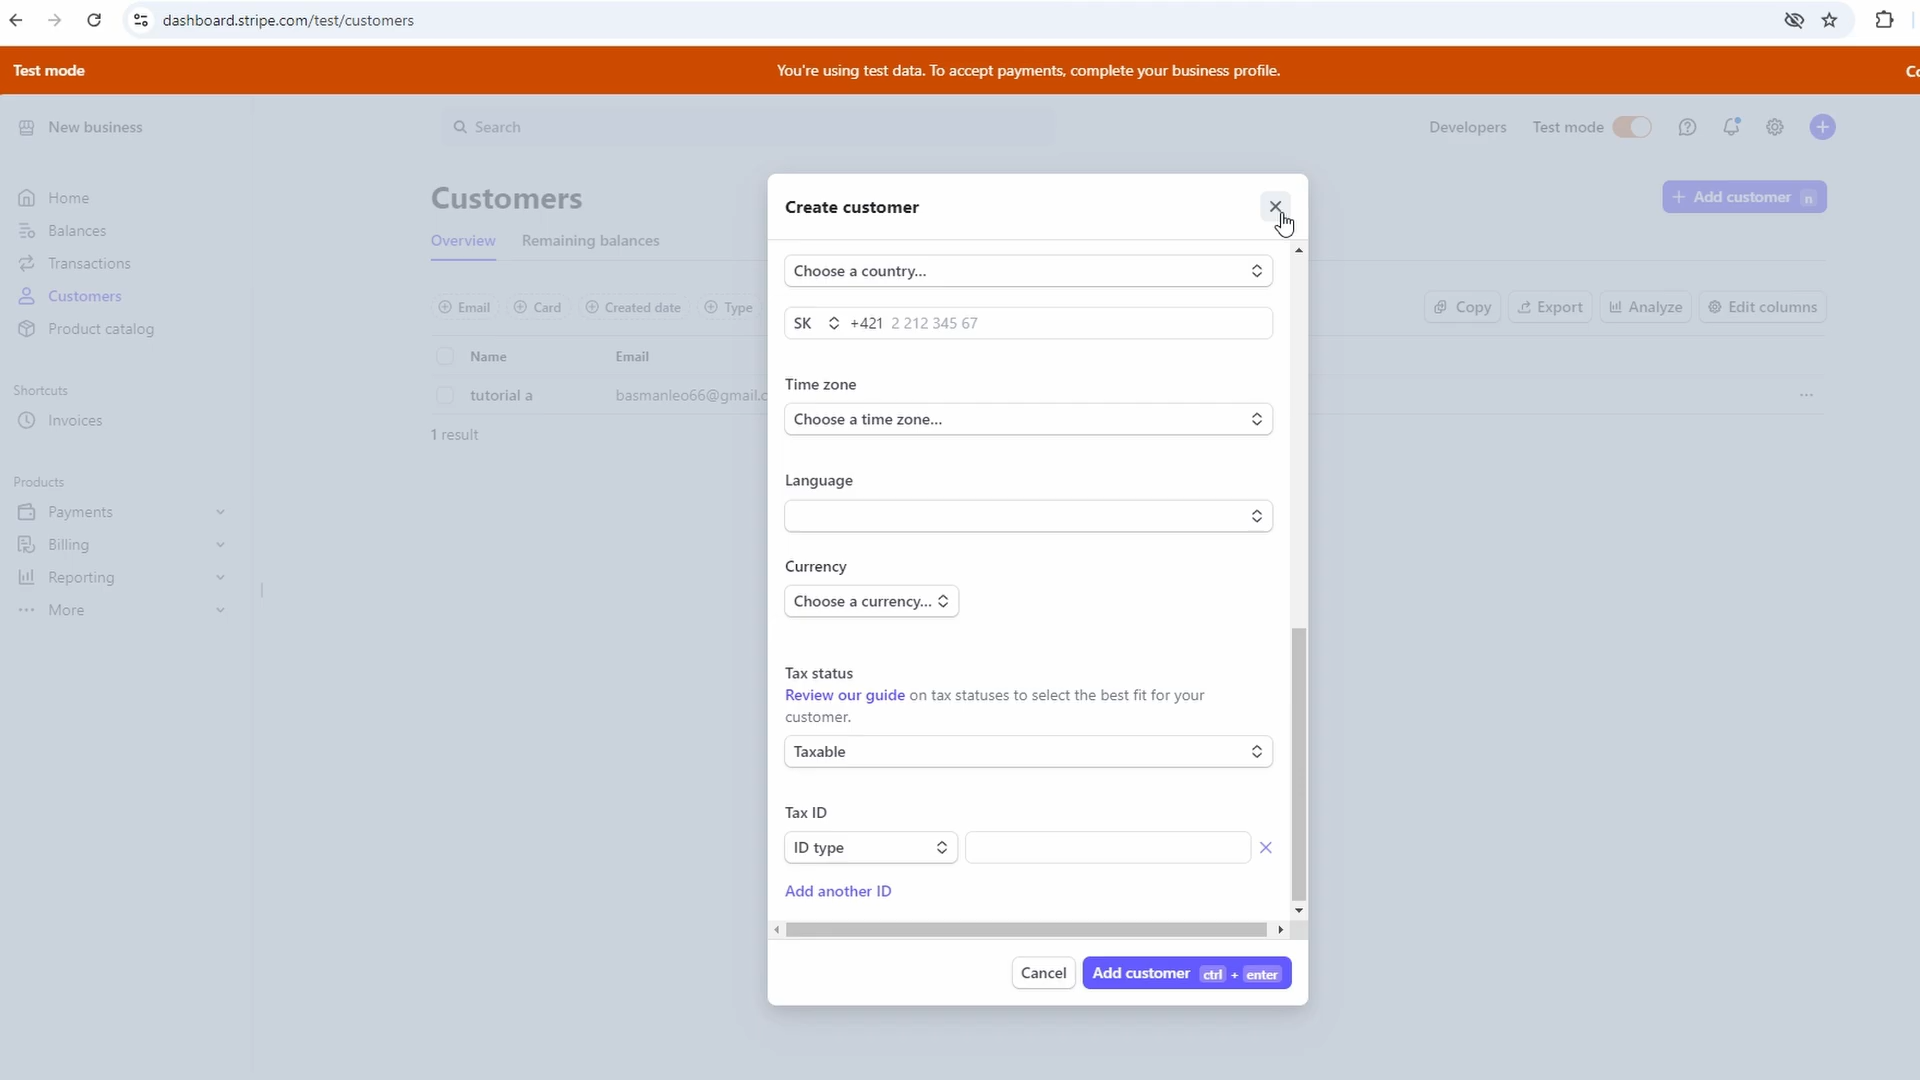 dashboard.stripe.com/test/customers
Test mode
You're using test data. To accept payments, complete your business profile.
New business
Search
Developers
Test mode
Home
Balances
Transactions
Customers
Product catalog
Shortcuts
Invoices
Products
Payments
Billing
Reporting
More
Customers
+ Add customer n
Overview
Remaining balances
Email
Card
Created date
Type
Copy
Export
Analyze
Edit columns
Name
Email
tutorial a
1 result
Create customer
Choose a country...
SK +421 2 212 345 67
Time zone
Choose a time zone...
Language
Currency
Choose a currency...
Tax status
Review our guide on tax statuses to select the best fit for your
customer.
Taxable
Tax ID
ID type
Add another ID
Cancel
Add customer ctrl + enter